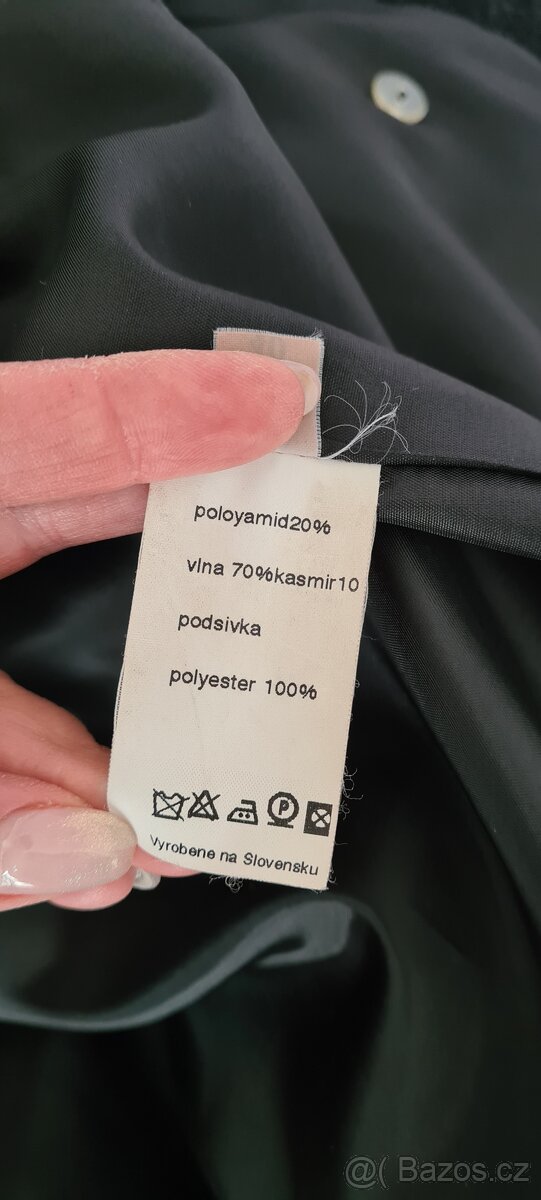 poloyamid20%
vlna 70%kasmir10
podsivka
polyester 100%
P
Vyrobene na Slovensku
@( Bazos.cz